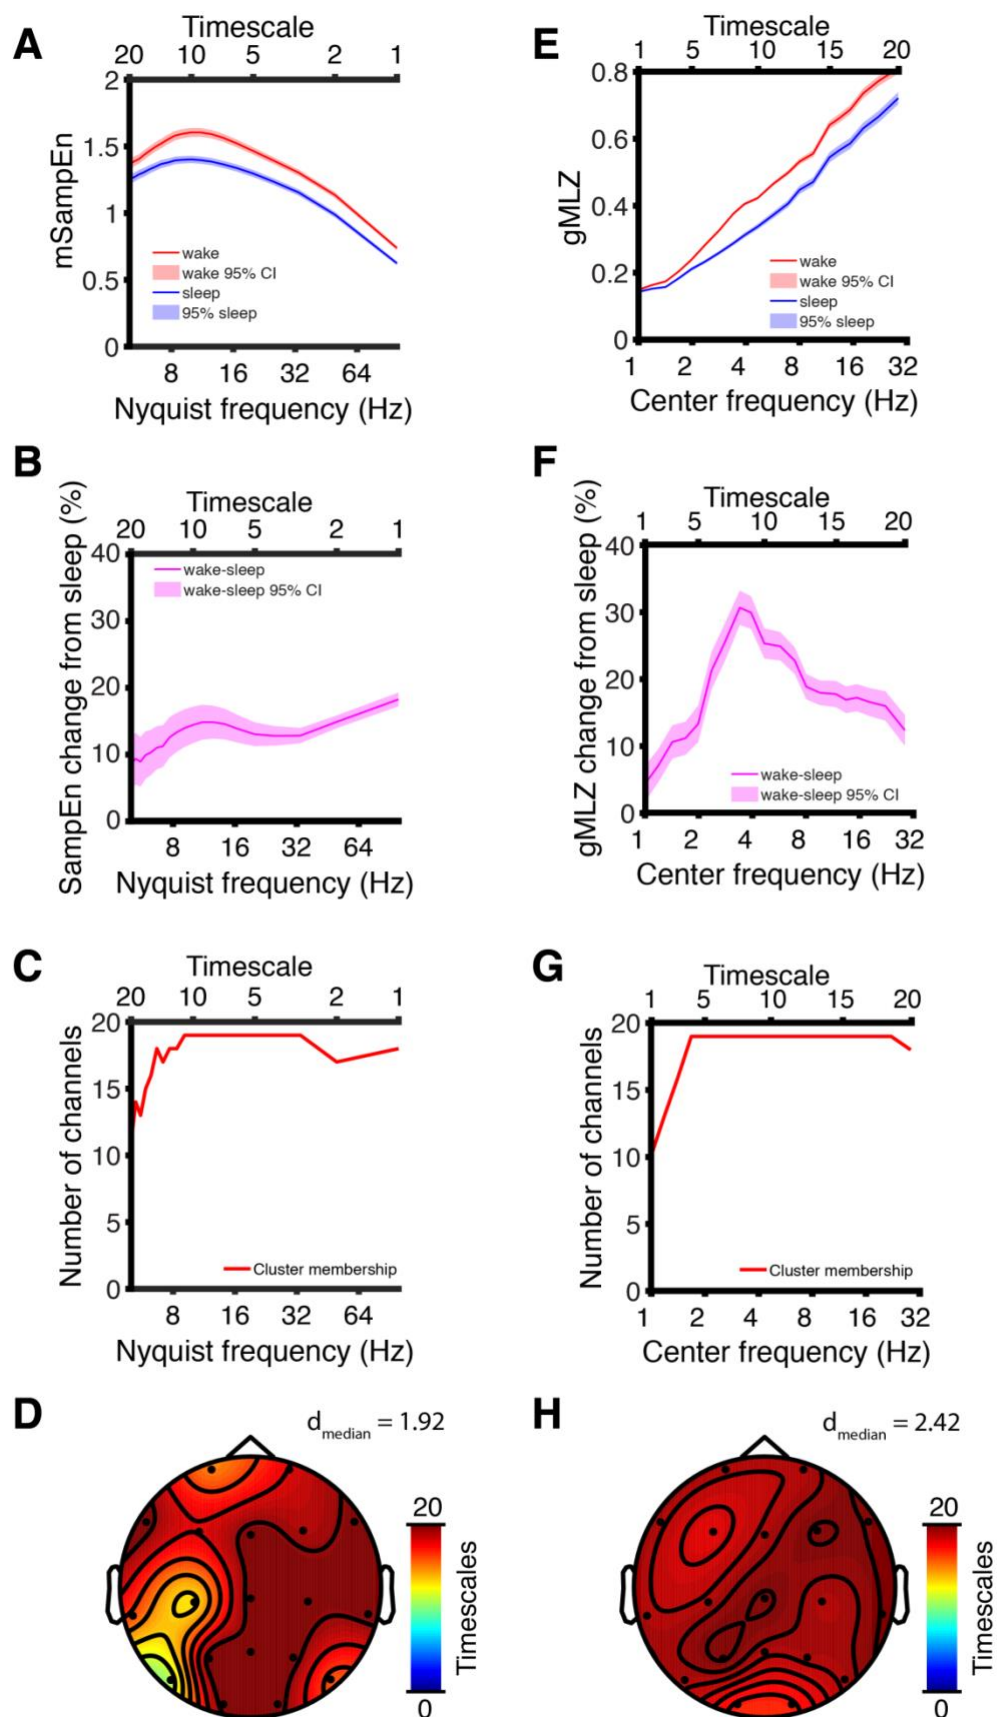 A
Timescale
20 10 5 2 1
2
1.5
1
0.5
0
mSampEn
wake
wake 95% CI
sleep
95% sleep
8 16 32 64
Nyquist frequency (Hz)
E
Timescale
1 5 10 15 20
0.8
0.6
0.4
0.2
0
gMLZ
wake
wake 95% CI
sleep
95% sleep
1 2 4 8 16 32
Center frequency (Hz)
B
Timescale
20 10 5 2 1
40
30
20
10
0
SampEn change from sleep (%)
wake-sleep
wake-sleep 95% CI
8 16 32 64
Nyquist frequency (Hz)
F
Timescale
1 5 10 15 20
40
30
20
10
0
gMLZ change from sleep (%)
wake-sleep
wake-sleep 95% CI
1 2 4 8 16 32
Center frequency (Hz)
C
Timescale
20 10 5 2 1
20
15
10
5
0
Number of channels
Cluster membership
8 16 32 64
Nyquist frequency (Hz)
G
Timescale
1 5 10 15 20
20
15
10
5
0
Number of channels
Cluster membership
1 2 4 8 16 32
Center frequency (Hz)
D
dmedian = 1.92
20
0
Timescales
H
dmedian = 2.42
20
0
Timescales